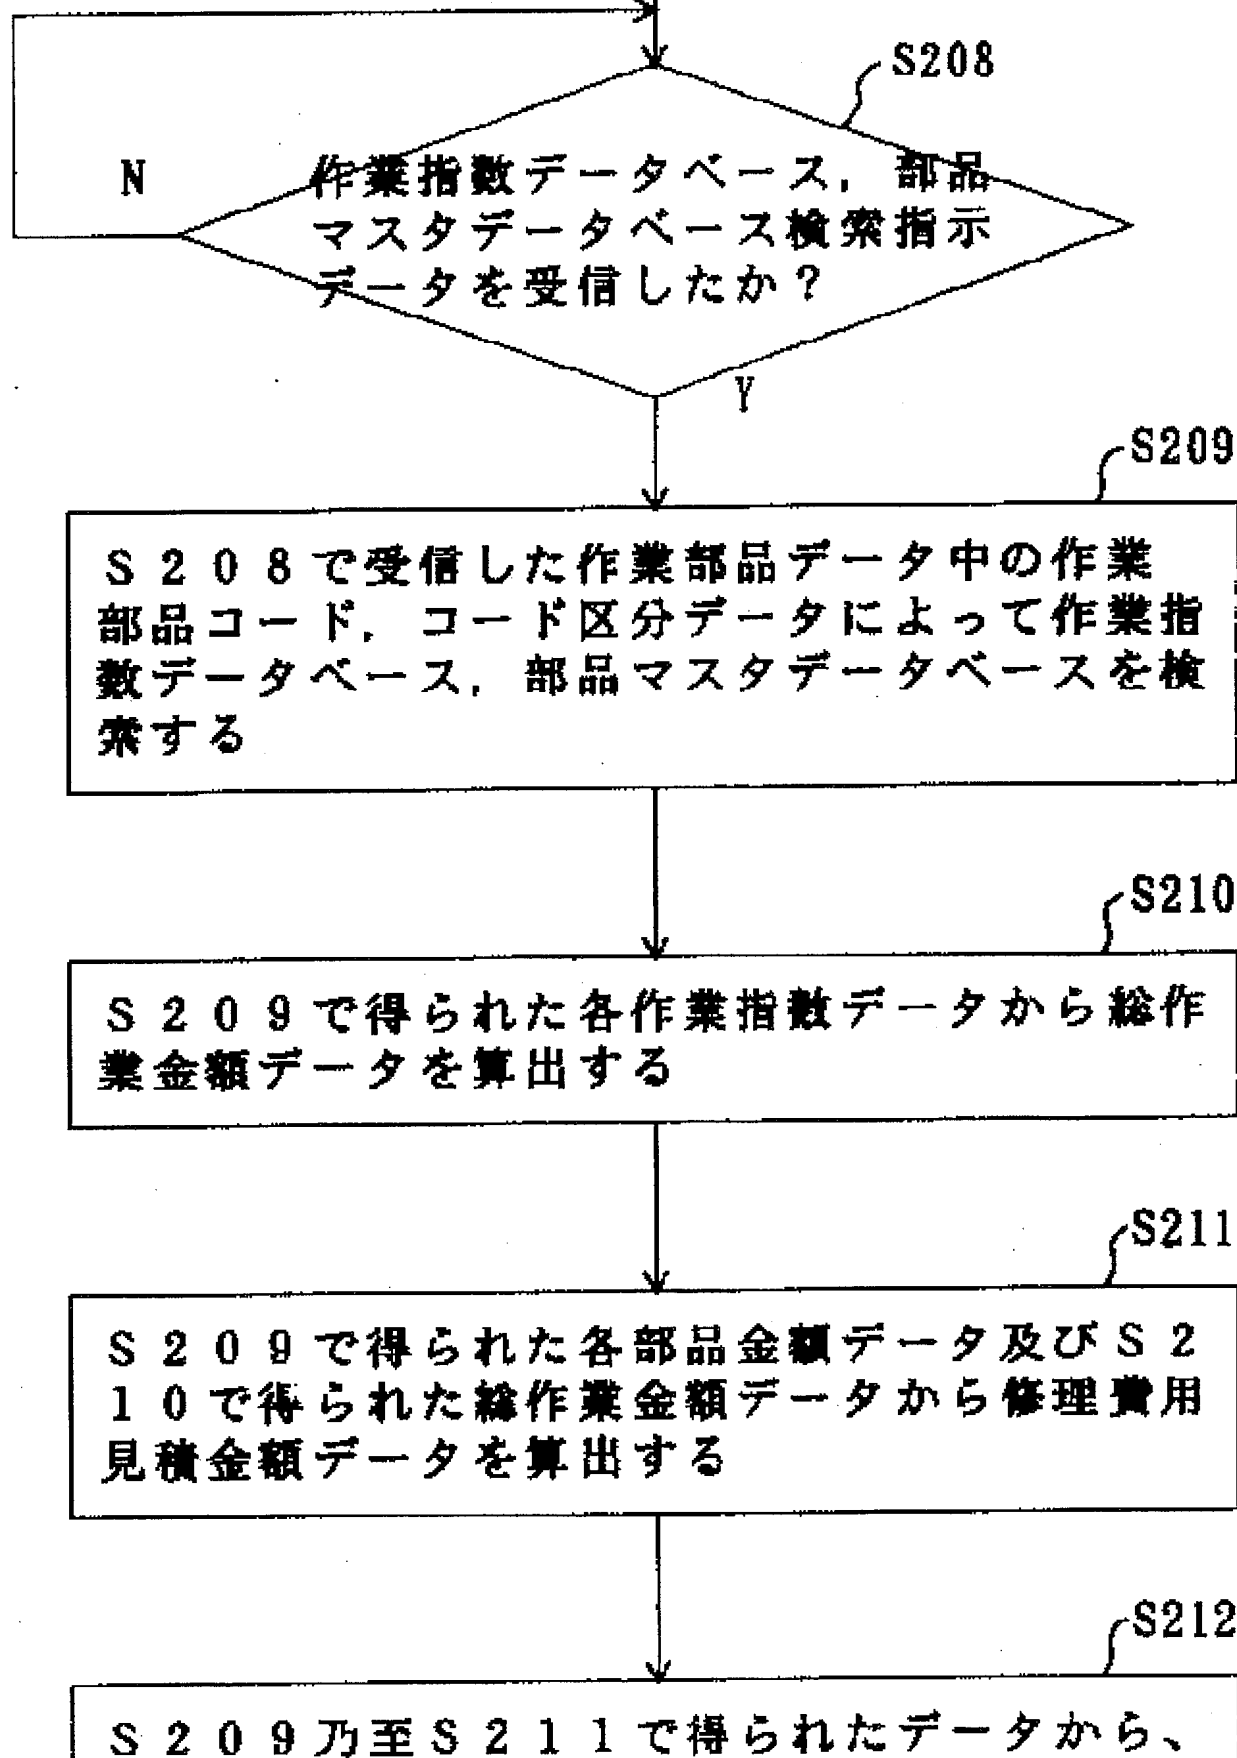 S208
N
作業指数データベース，部品
マスタデータベース検索指示
データを受信したか？
Y
S209
Ｓ２０８で受信した作業部品データ中の作業
部品コード，コード区分データによって作業指
数データベース，部品マスタデータベースを検
索する
S210
Ｓ２０９で得られた各作業指数データから総作
業金額データを算出する
S211
Ｓ２０９で得られた各部品金額データ及びＳ２
１０で得られた総作業金額データから修理費用
見積金額データを算出する
S212
Ｓ２０９乃至Ｓ２１１で得られたデータから、